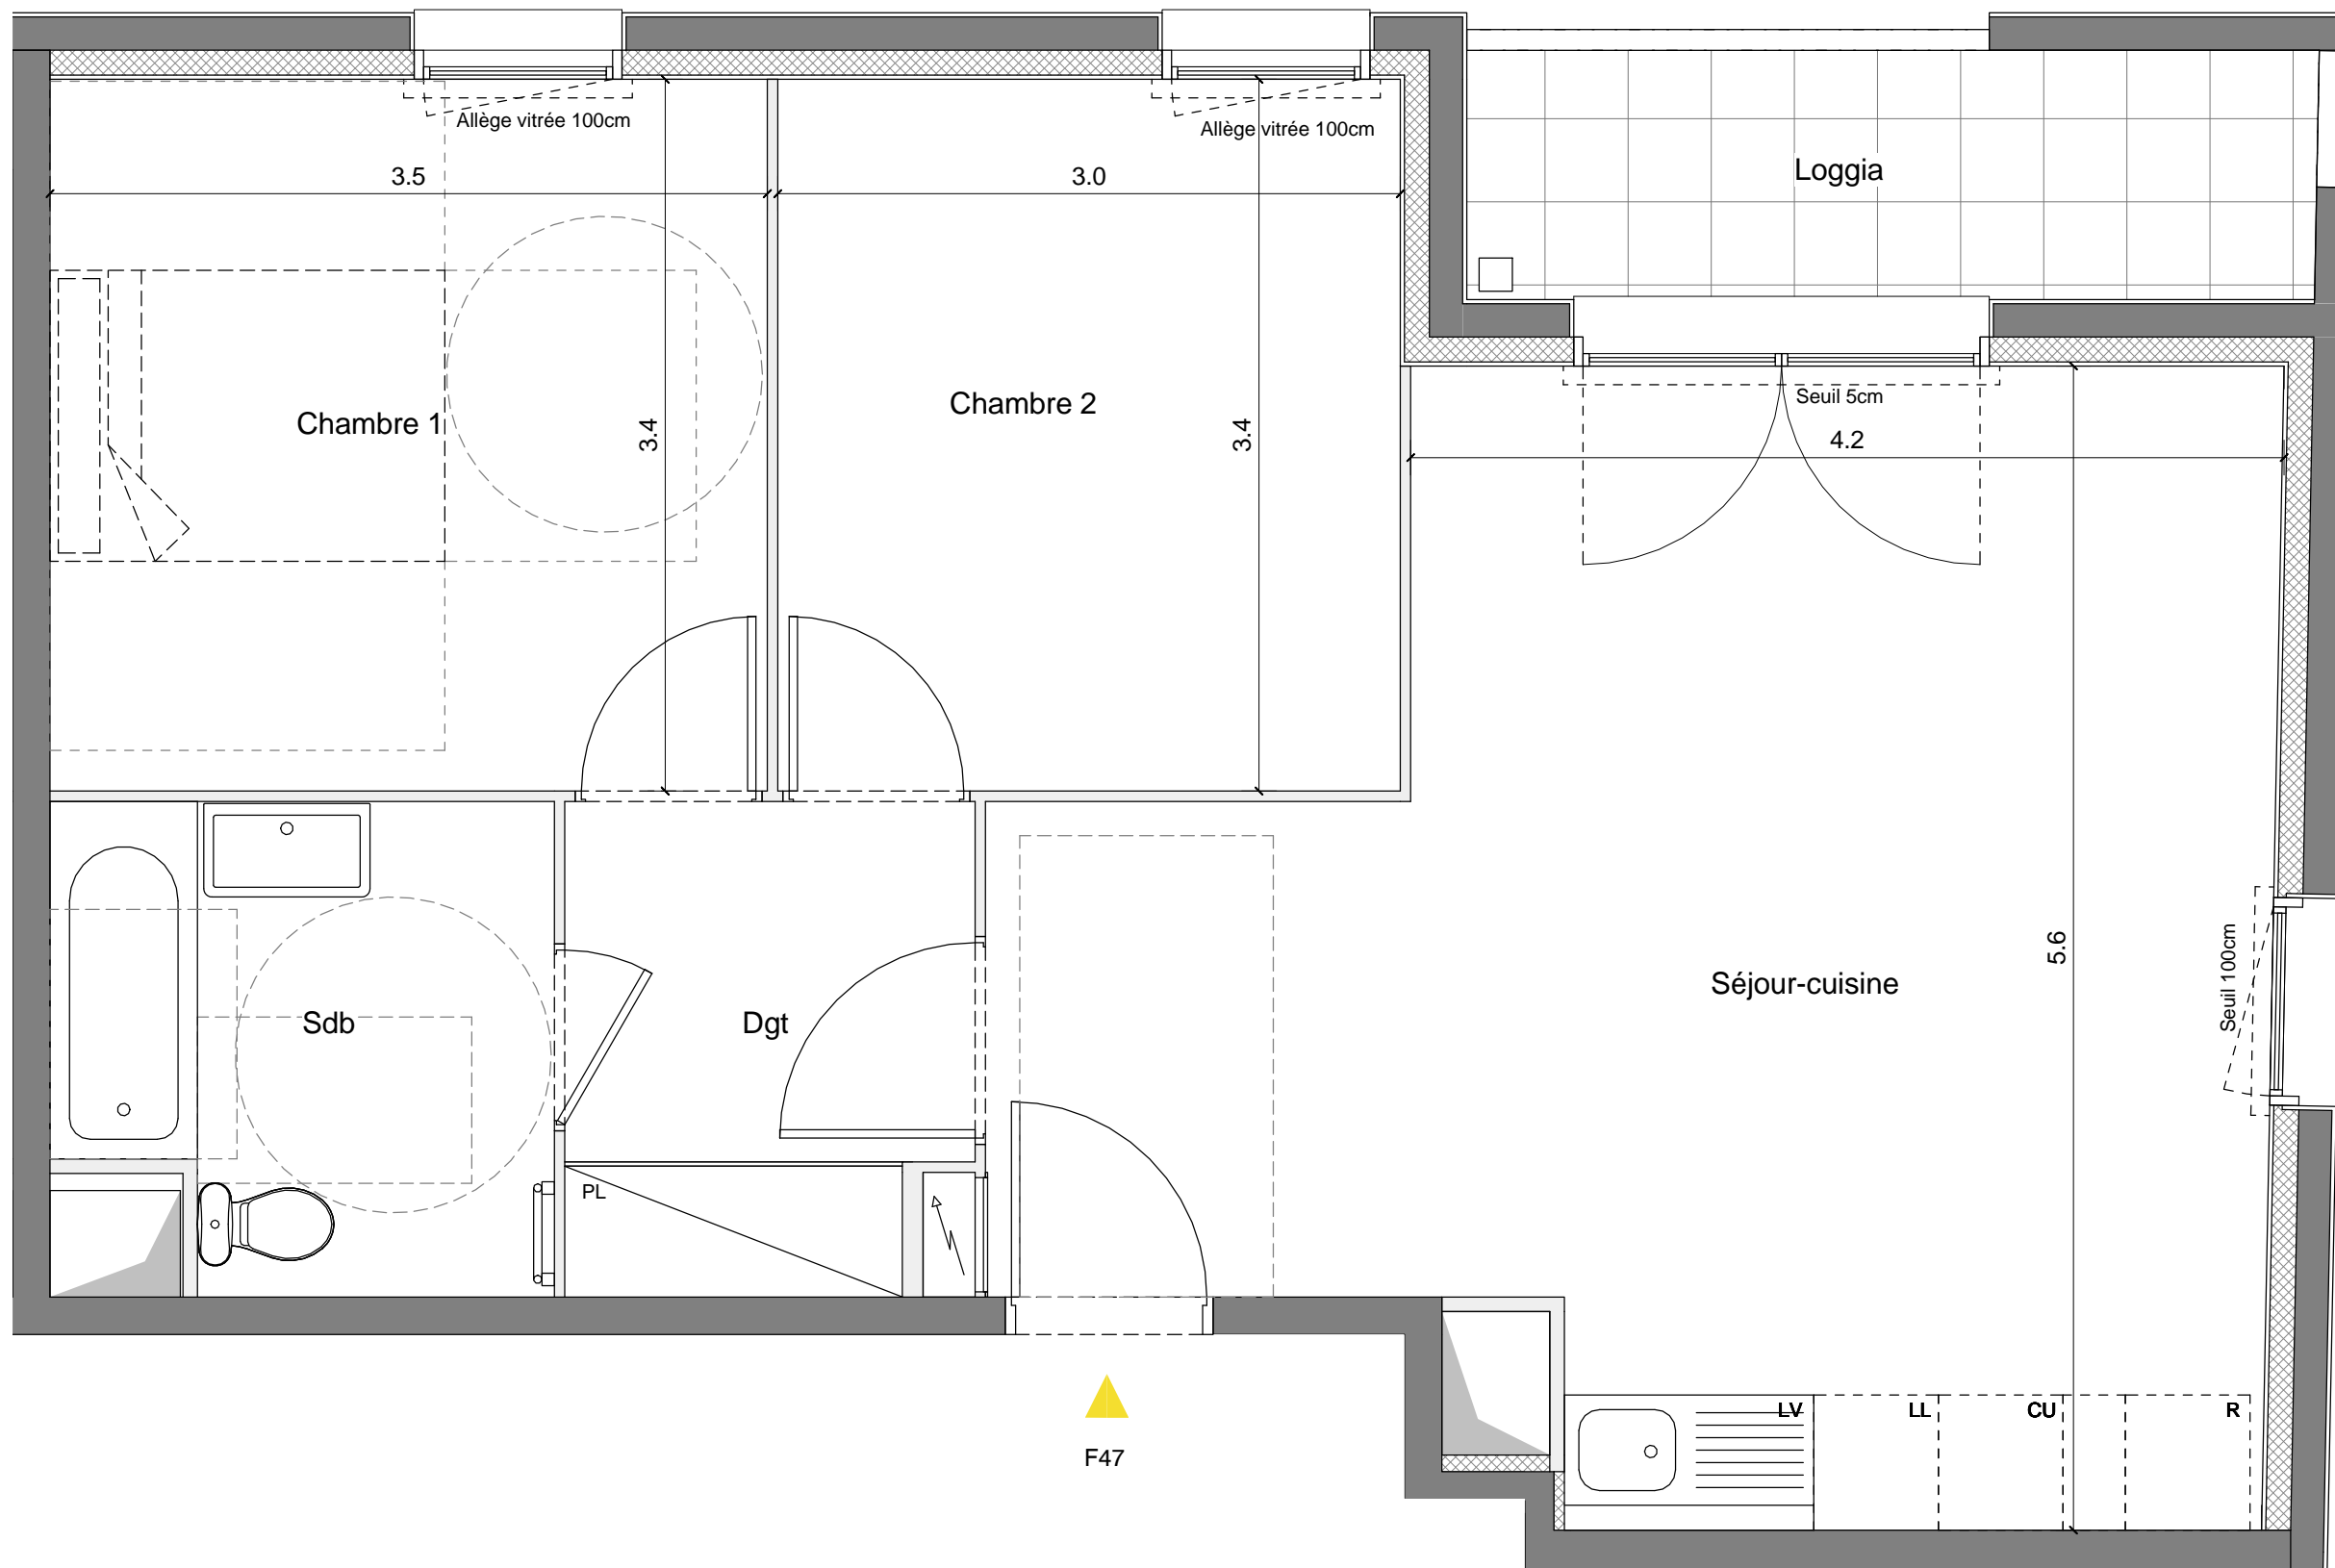 Allège vitrée 100cm
Allège vitrée 100cm
3.5
3.0
Loggia
Chambre 1
3.4
Chambre 2
3.4
Seuil 5cm
4.2
5.6
Séjour-cuisine
Seuil 100cm
Sdb
Dgt
PL
LV
LL
CU
R
F47